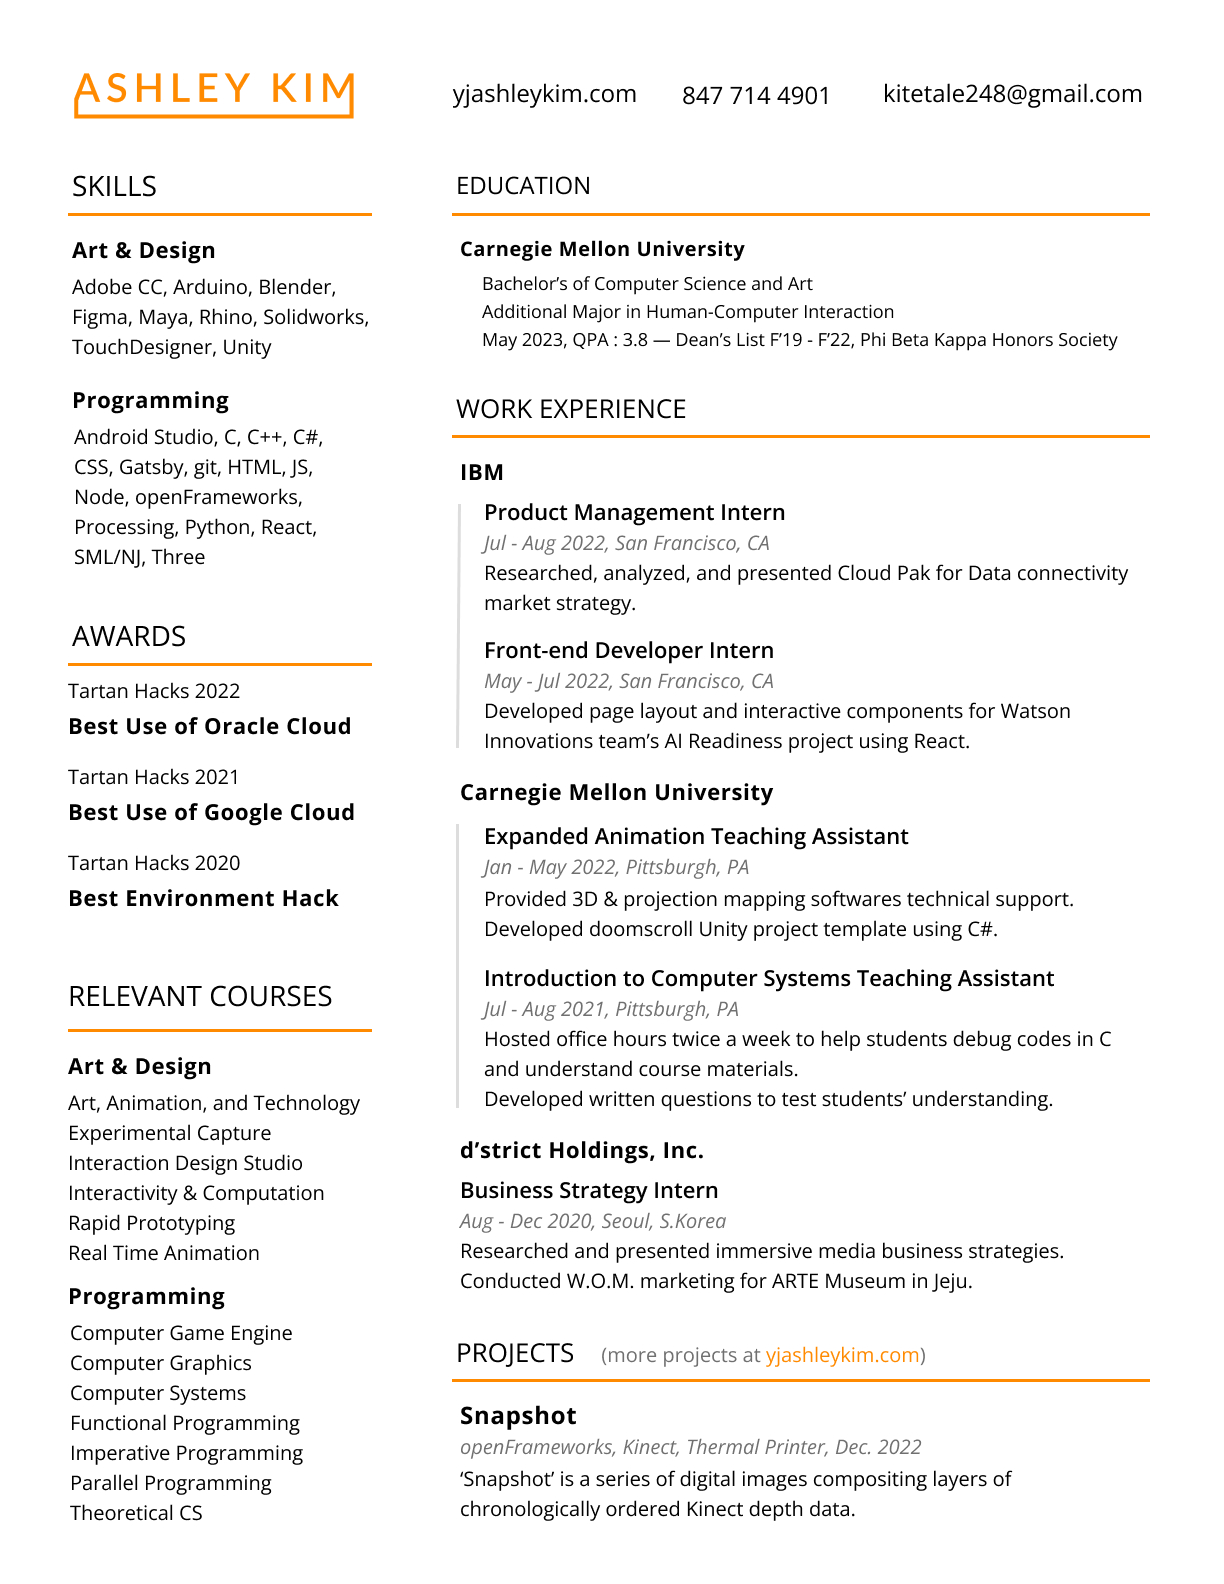 ASHLEY KIM
yjashleykim.com
847 714 4901
kitetale248@gmail.com
SKILLS
Art & Design
Adobe CC, Arduino, Blender,
Figma, Maya, Rhino, Solidworks,
TouchDesigner, Unity
Programming
Android Studio, C, C++, C#,
CSS, Gatsby, git, HTML, JS,
Node, openFrameworks,
Processing, Python, React,
SML/NJ, Three
AWARDS
Tartan Hacks 2022
Best Use of Oracle Cloud
Tartan Hacks 2021
Best Use of Google Cloud
Tartan Hacks 2020
Best Environment Hack
RELEVANT COURSES
Art & Design
Art, Animation, and Technology
Experimental Capture
Interaction Design Studio
Interactivity & Computation
Rapid Prototyping
Real Time Animation
Programming
Computer Game Engine
Computer Graphics
Computer Systems
Functional Programming
Imperative Programming
Parallel Programming
Theoretical CS
EDUCATION
Carnegie Mellon University
Bachelor’s of Computer Science and Art
Additional Major in Human-Computer Interaction
May 2023, QPA : 3.8 — Dean’s List F’19 - F’22, Phi Beta Kappa Honors Society
WORK EXPERIENCE
IBM
Product Management Intern
Jul - Aug 2022, San Francisco, CA
Researched, analyzed, and presented Cloud Pak for Data connectivity
market strategy.
Front-end Developer Intern
May - Jul 2022, San Francisco, CA
Developed page layout and interactive components for Watson
Innovations team’s AI Readiness project using React.
Carnegie Mellon University
Expanded Animation Teaching Assistant
Jan - May 2022, Pittsburgh, PA
Provided 3D & projection mapping softwares technical support.
Developed doomscroll Unity project template using C#.
Introduction to Computer Systems Teaching Assistant
Jul - Aug 2021, Pittsburgh, PA
Hosted office hours twice a week to help students debug codes in C
and understand course materials.
Developed written questions to test students’ understanding.
d’strict Holdings, Inc.
Business Strategy Intern
Aug - Dec 2020, Seoul, S.Korea
Researched and presented immersive media business strategies.
Conducted W.O.M. marketing for ARTE Museum in Jeju.
PROJECTS (more projects at yjashleykim.com)
Snapshot
openFrameworks, Kinect, Thermal Printer, Dec. 2022
‘Snapshot’ is a series of digital images compositing layers of
chronologically ordered Kinect depth data.